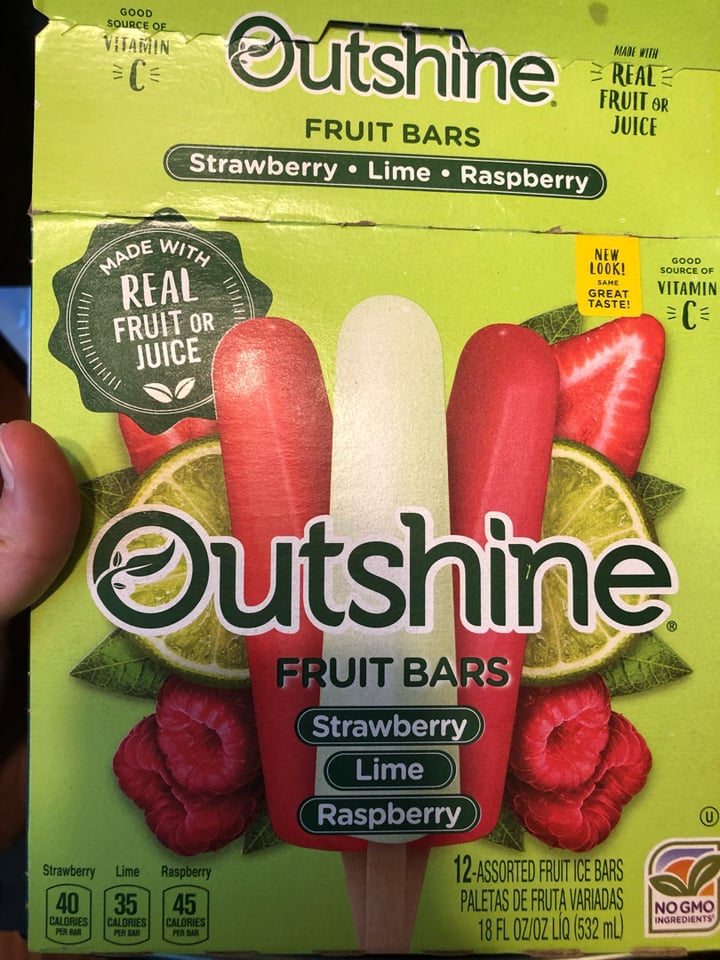 GOOD
SOURCE OF
VITAMIN
C
Outshine®
FRUIT BARS
Strawberry • Lime • Raspberry
MADE WITH
REAL
FRUIT OR
JUICE
MADE WITH
REAL
FRUIT OR
JUICE
NEW
LOOK!
SAME
GREAT
TASTE!
GOOD
SOURCE OF
VITAMIN
C
Outshine®
FRUIT BARS
Strawberry
Lime
Raspberry
Strawberry
40
CALORIES
PER BAR
Lime
35
CALORIES
PER BAR
Raspberry
45
CALORIES
PER BAR
12-ASSORTED FRUIT ICE BARS
PALETAS DE FRUTA VARIADAS
18 FL OZ/OZ LÍQ (532 mL)
U
NO GMO
INGREDIENTS†